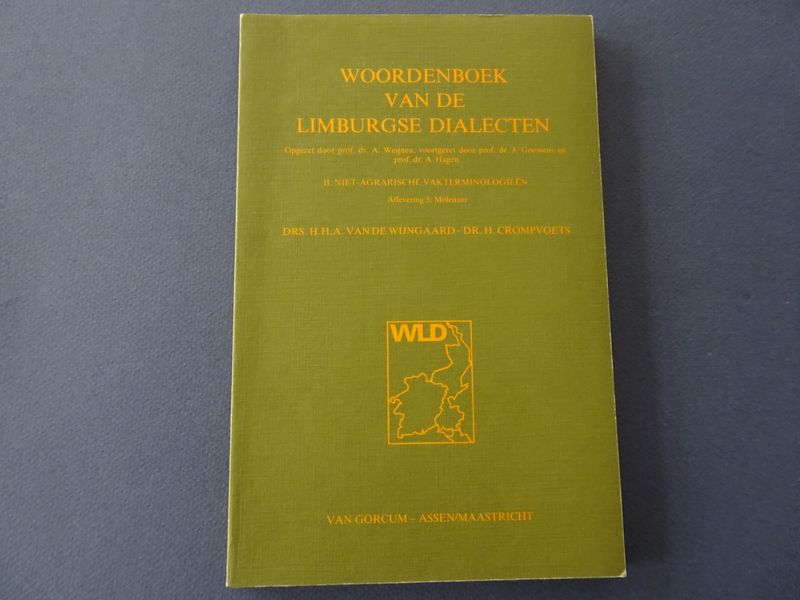 WOORDENBOEK
VAN DE
LIMBURGSE DIALECTEN
Opgezet door prof. dr. A. Weijnen, voortgezet door prof. dr. J. Goossens en
prof. dr. A. Hagen
II. NIET-AGRARISCHE VAKTERMINOLOGIEËN
Aflevering 3: Molenaar
DRS. H.H.A. VAN DE WIJNGAARD - DR. H. CROMPVOETS
WLD
VAN GORCUM – ASSEN/MAASTRICHT